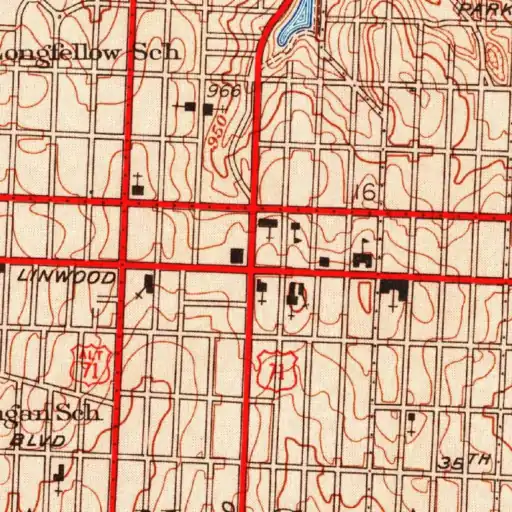 PARK
Longfellow Sch
966
950
16
LINWOOD
ALT
71
71
Sch
BLVD
35TH